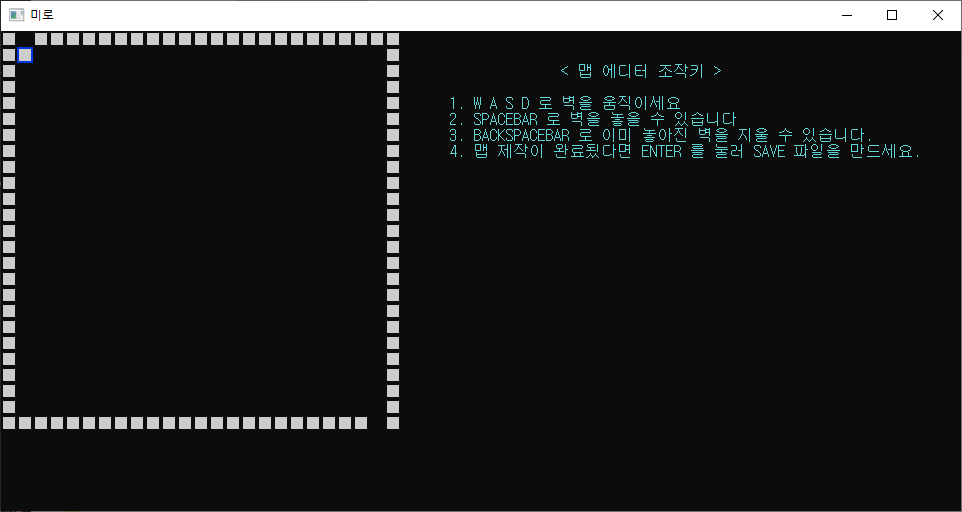 미로
< 맵 에디터 조작키 >
1. W A S D 로 벽을 움직이세요
2. SPACEBAR 로 벽을 놓을 수 있습니다
3. BACKSPACEBAR 로 이미 놓아진 벽을 지울 수 있습니다.
4. 맵 제작이 완료됐다면 ENTER 를 눌러 SAVE 파일을 만드세요.